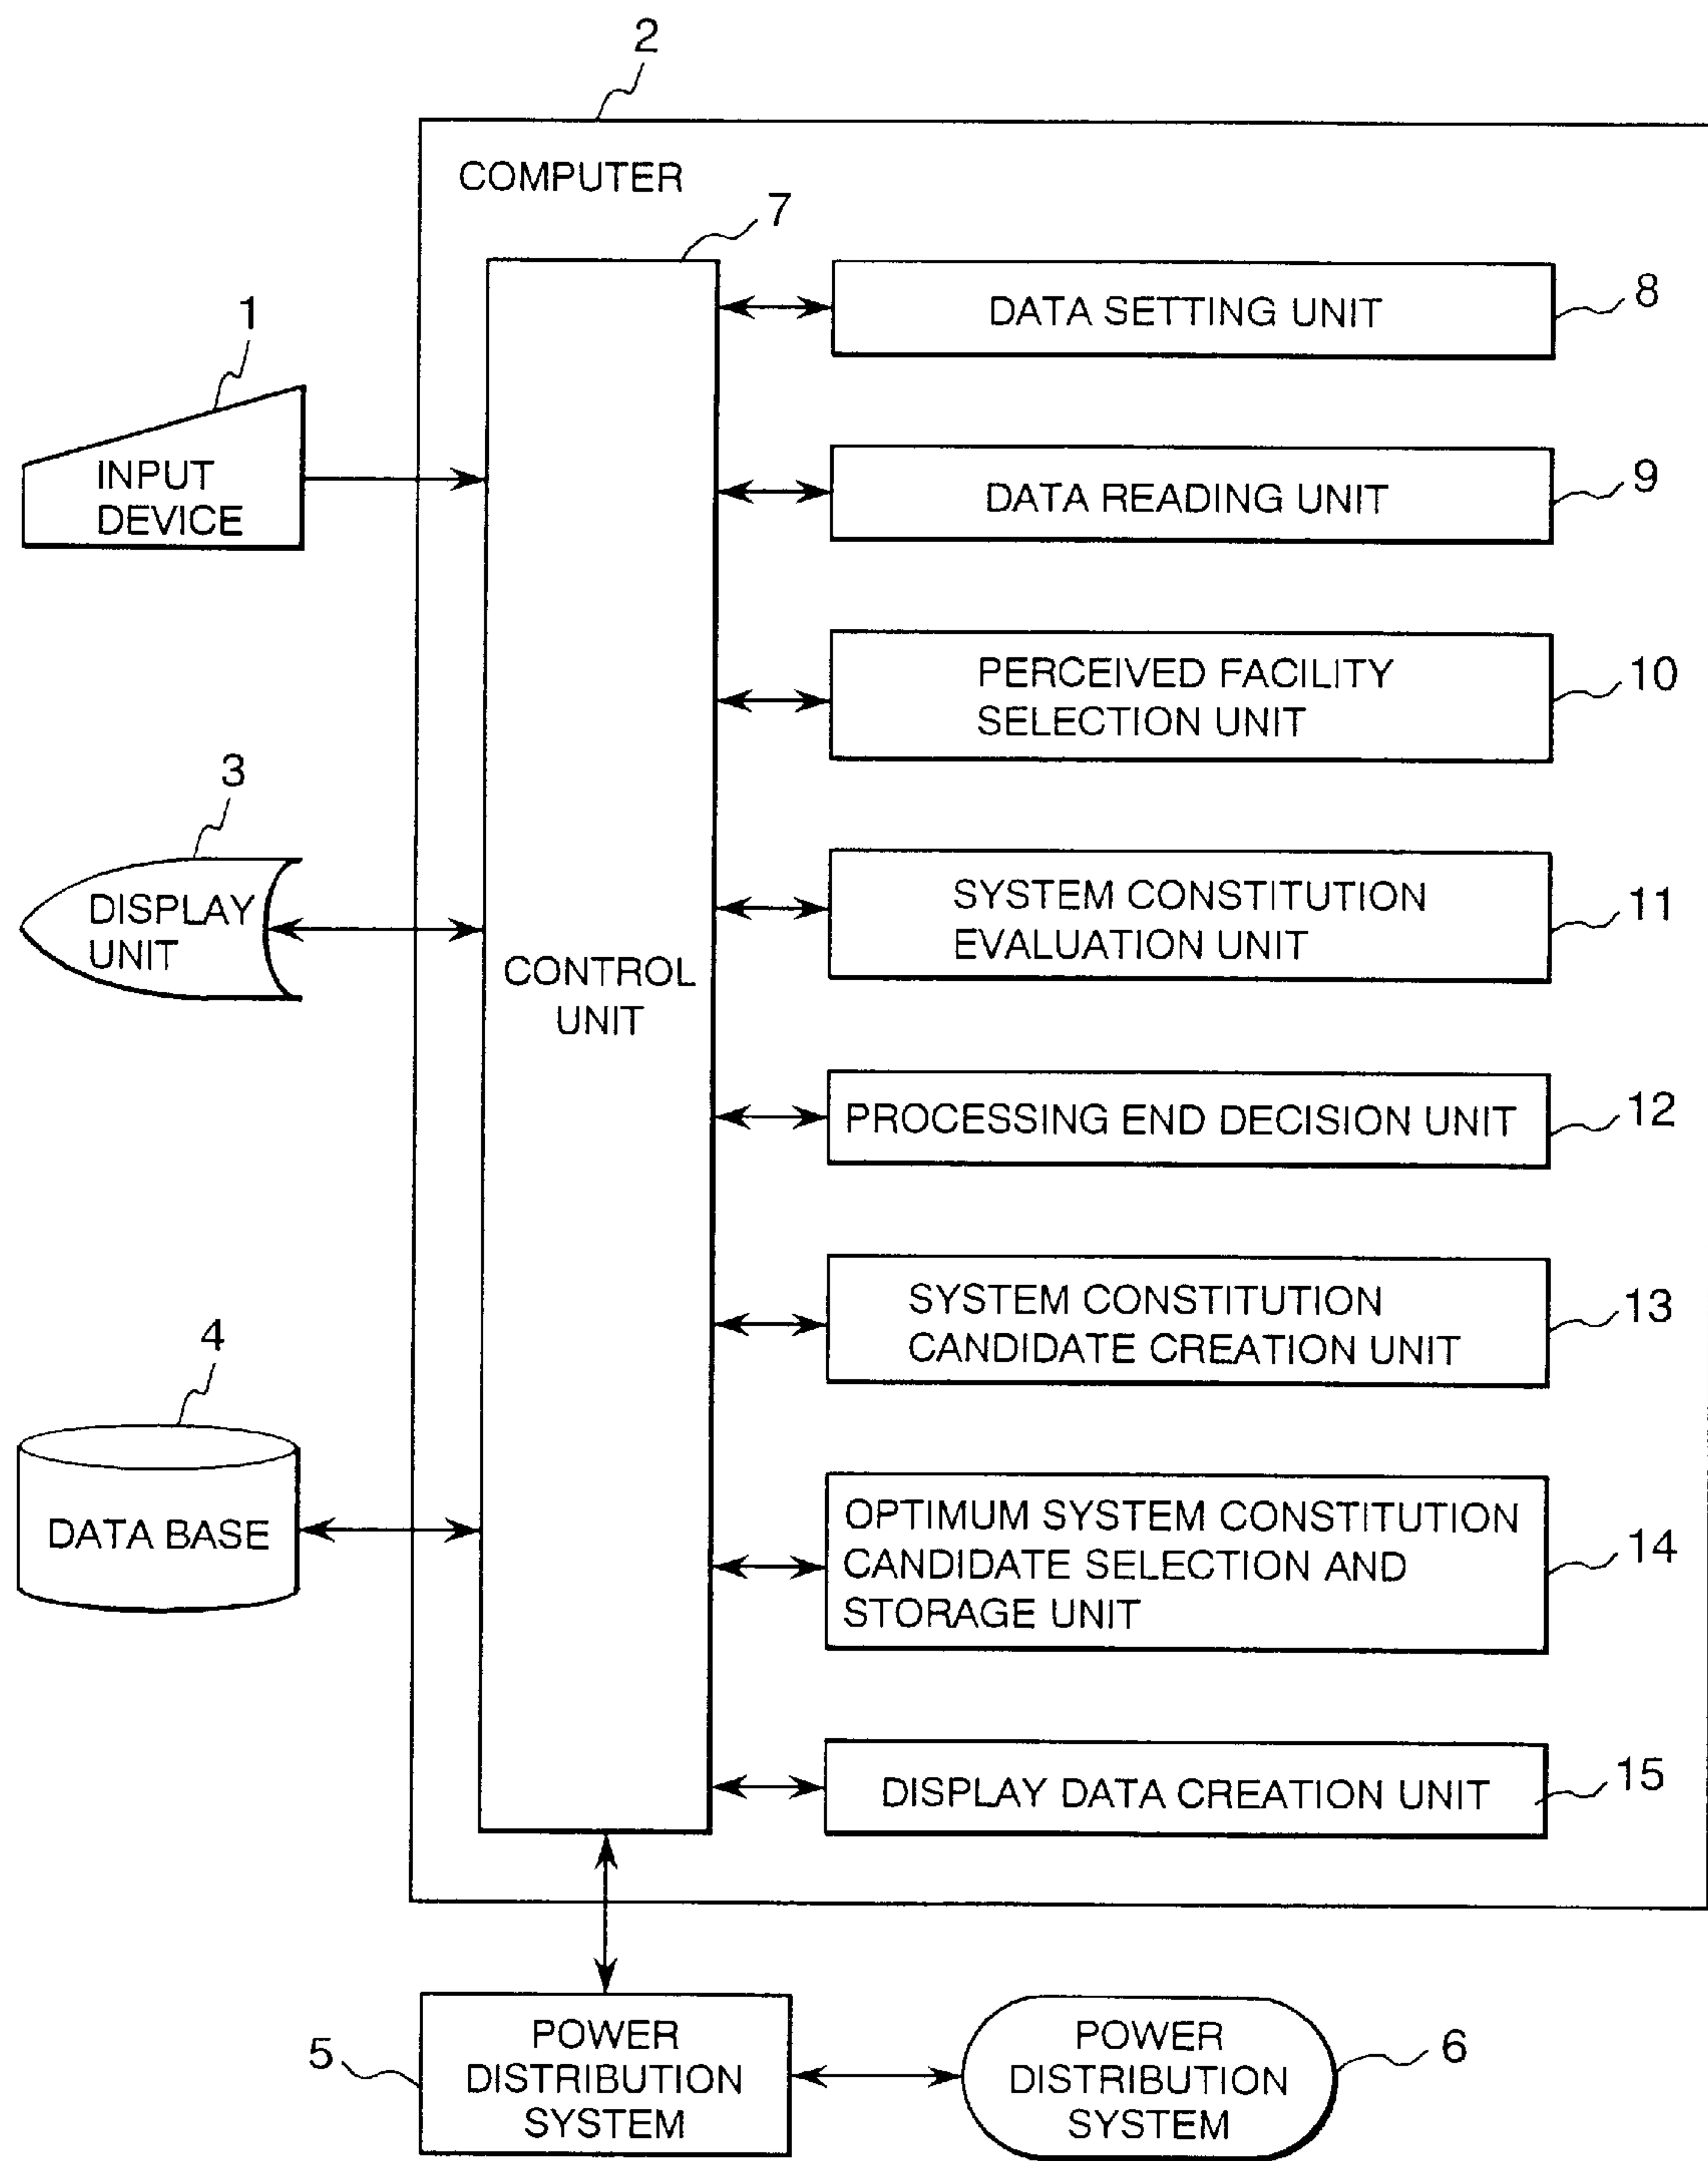 2
COMPUTER
7
DATA SETTING UNIT
8
1
INPUT
DEVICE
DATA READING UNIT
9
PERCEIVED FACILITY
SELECTION UNIT
10
3
DISPLAY
UNIT
CONTROL
UNIT
SYSTEM CONSTITUTION
EVALUATION UNIT
11
PROCESSING END DECISION UNIT
12
SYSTEM CONSTITUTION
CANDIDATE CREATION UNIT
13
4
DATA BASE
OPTIMUM SYSTEM CONSTITUTION
CANDIDATE SELECTION AND
STORAGE UNIT
14
DISPLAY DATA CREATION UNIT
15
5
POWER
DISTRIBUTION
SYSTEM
POWER
DISTRIBUTION
SYSTEM
6